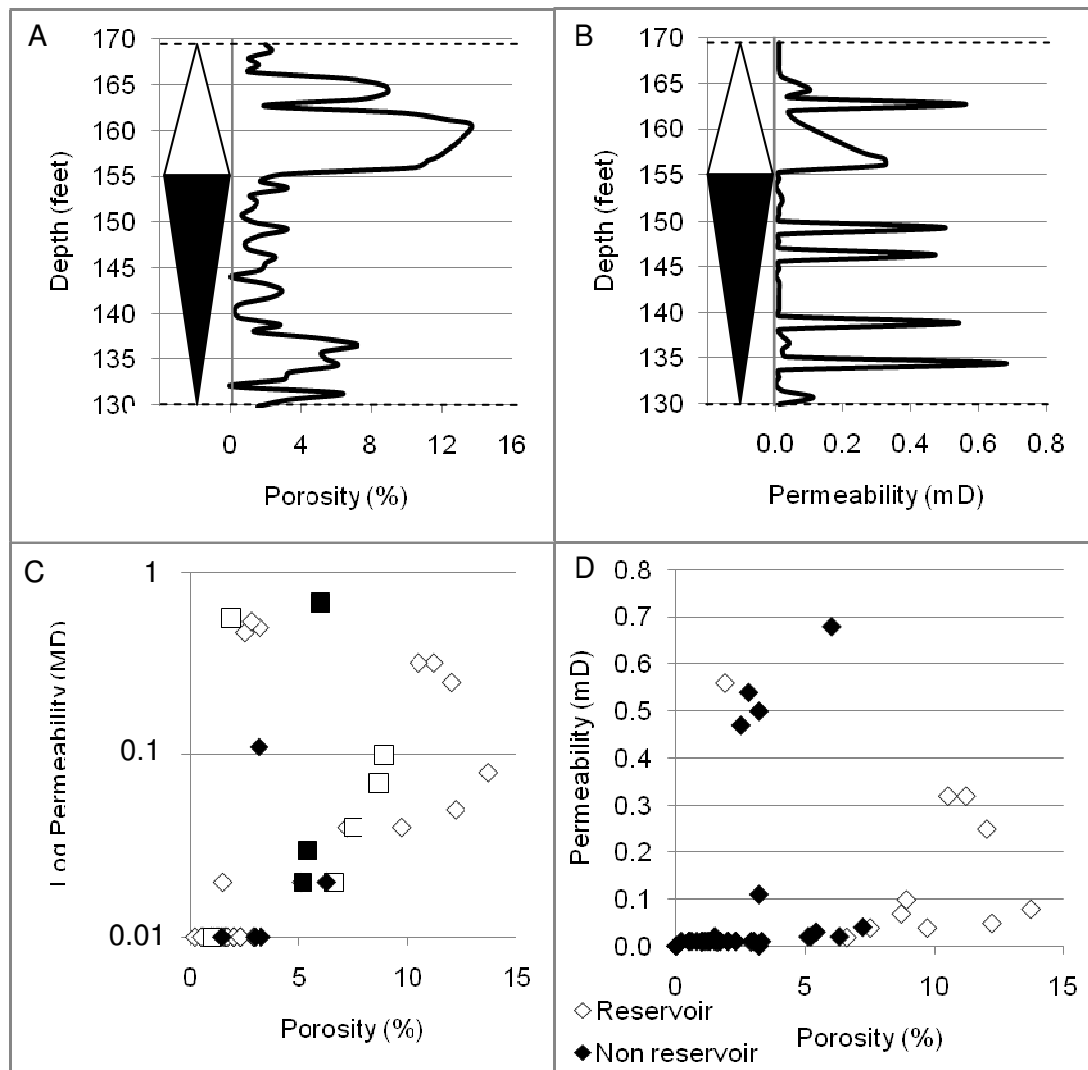 A
170
165
160
155
150
145
140
135
130
Depth (feet)
0 4 8 12 16
Porosity (%)
B
170
165
160
155
150
145
140
135
130
Depth (feet)
0.0 0.2 0.4 0.6 0.8
Permeability (mD)
C
1
0.1
0.01
Log Permeability (MD)
0 5 10 15
Porosity (%)
D
0.8
0.7
0.6
0.5
0.4
0.3
0.2
0.1
0.0
Permeability (mD)
0 5 10 15
Porosity (%)
Reservoir
Non reservoir